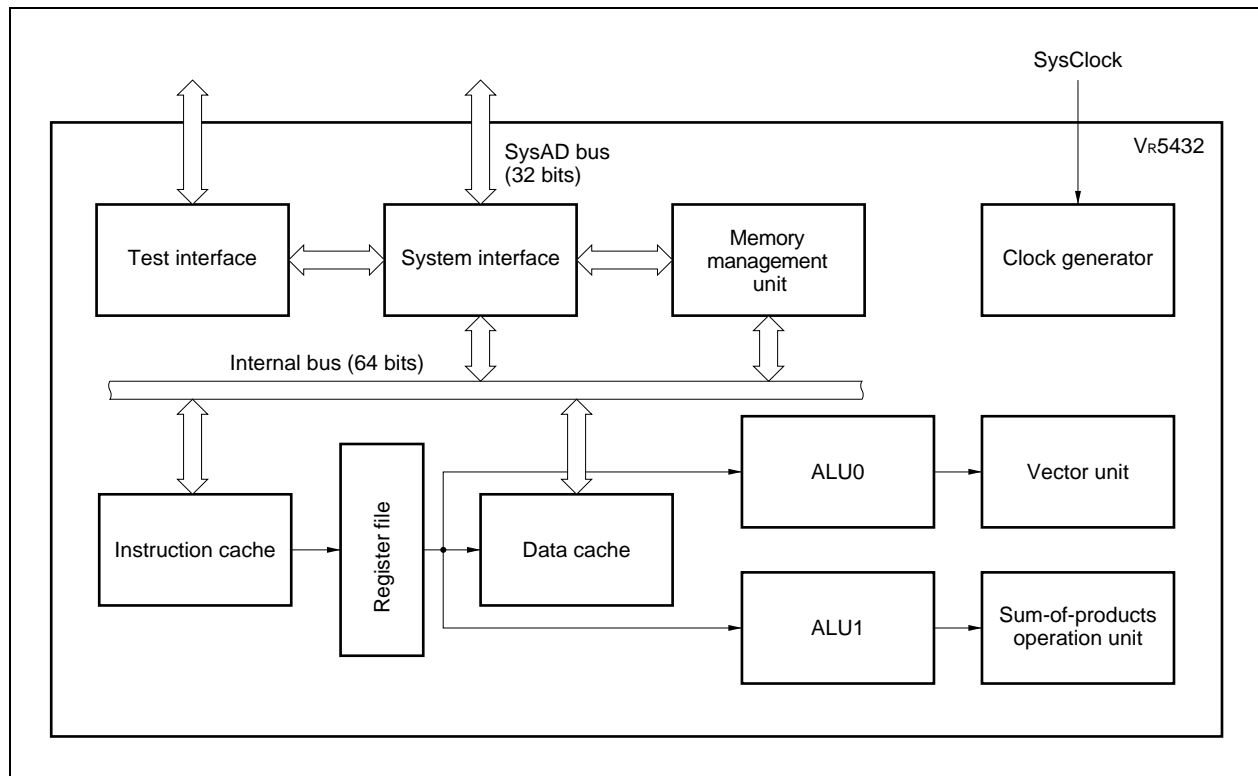 SysClock
VR5432
SysAD bus
(32 bits)
Test interface
System interface
Memory
management
unit
Clock generator
Internal bus (64 bits)
Instruction cache
Register file
Data cache
ALU0
Vector unit
ALU1
Sum-of-products
operation unit